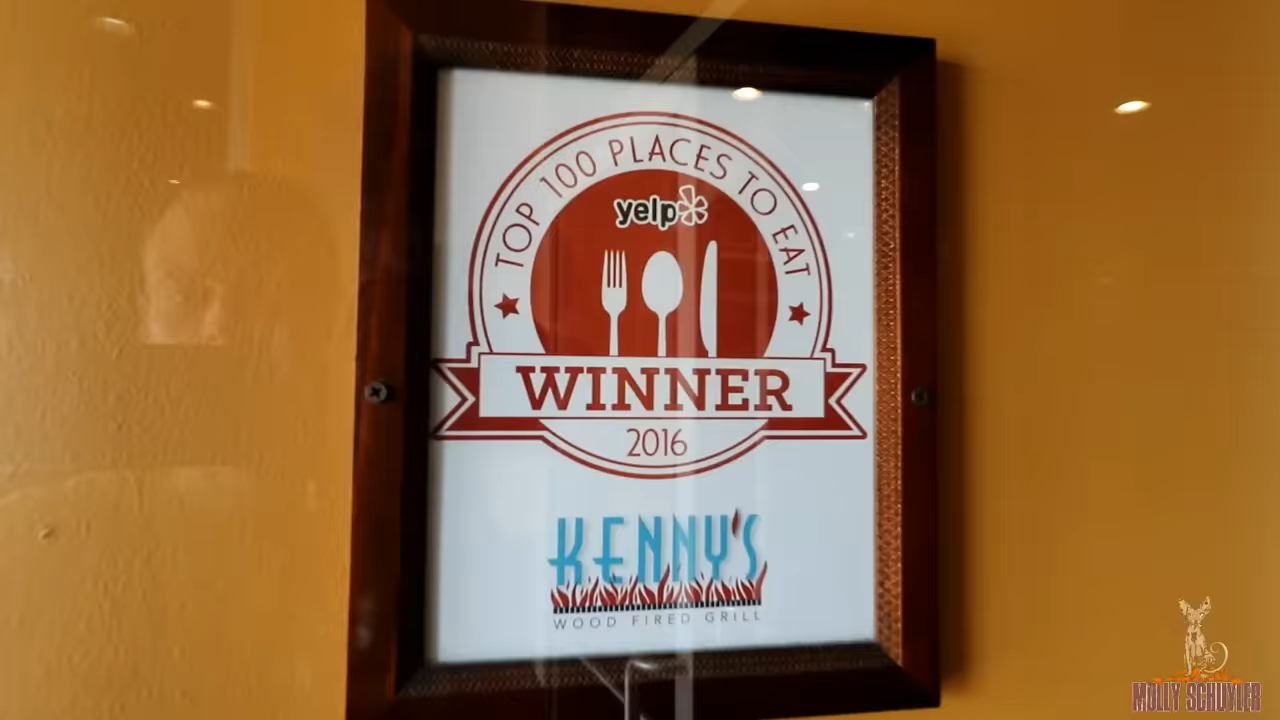 TOP 100 PLACES TO EAT
yelp
WINNER
2016
KENNY'S
WOOD FIRED GRILL
MOLLY SCHUYLER